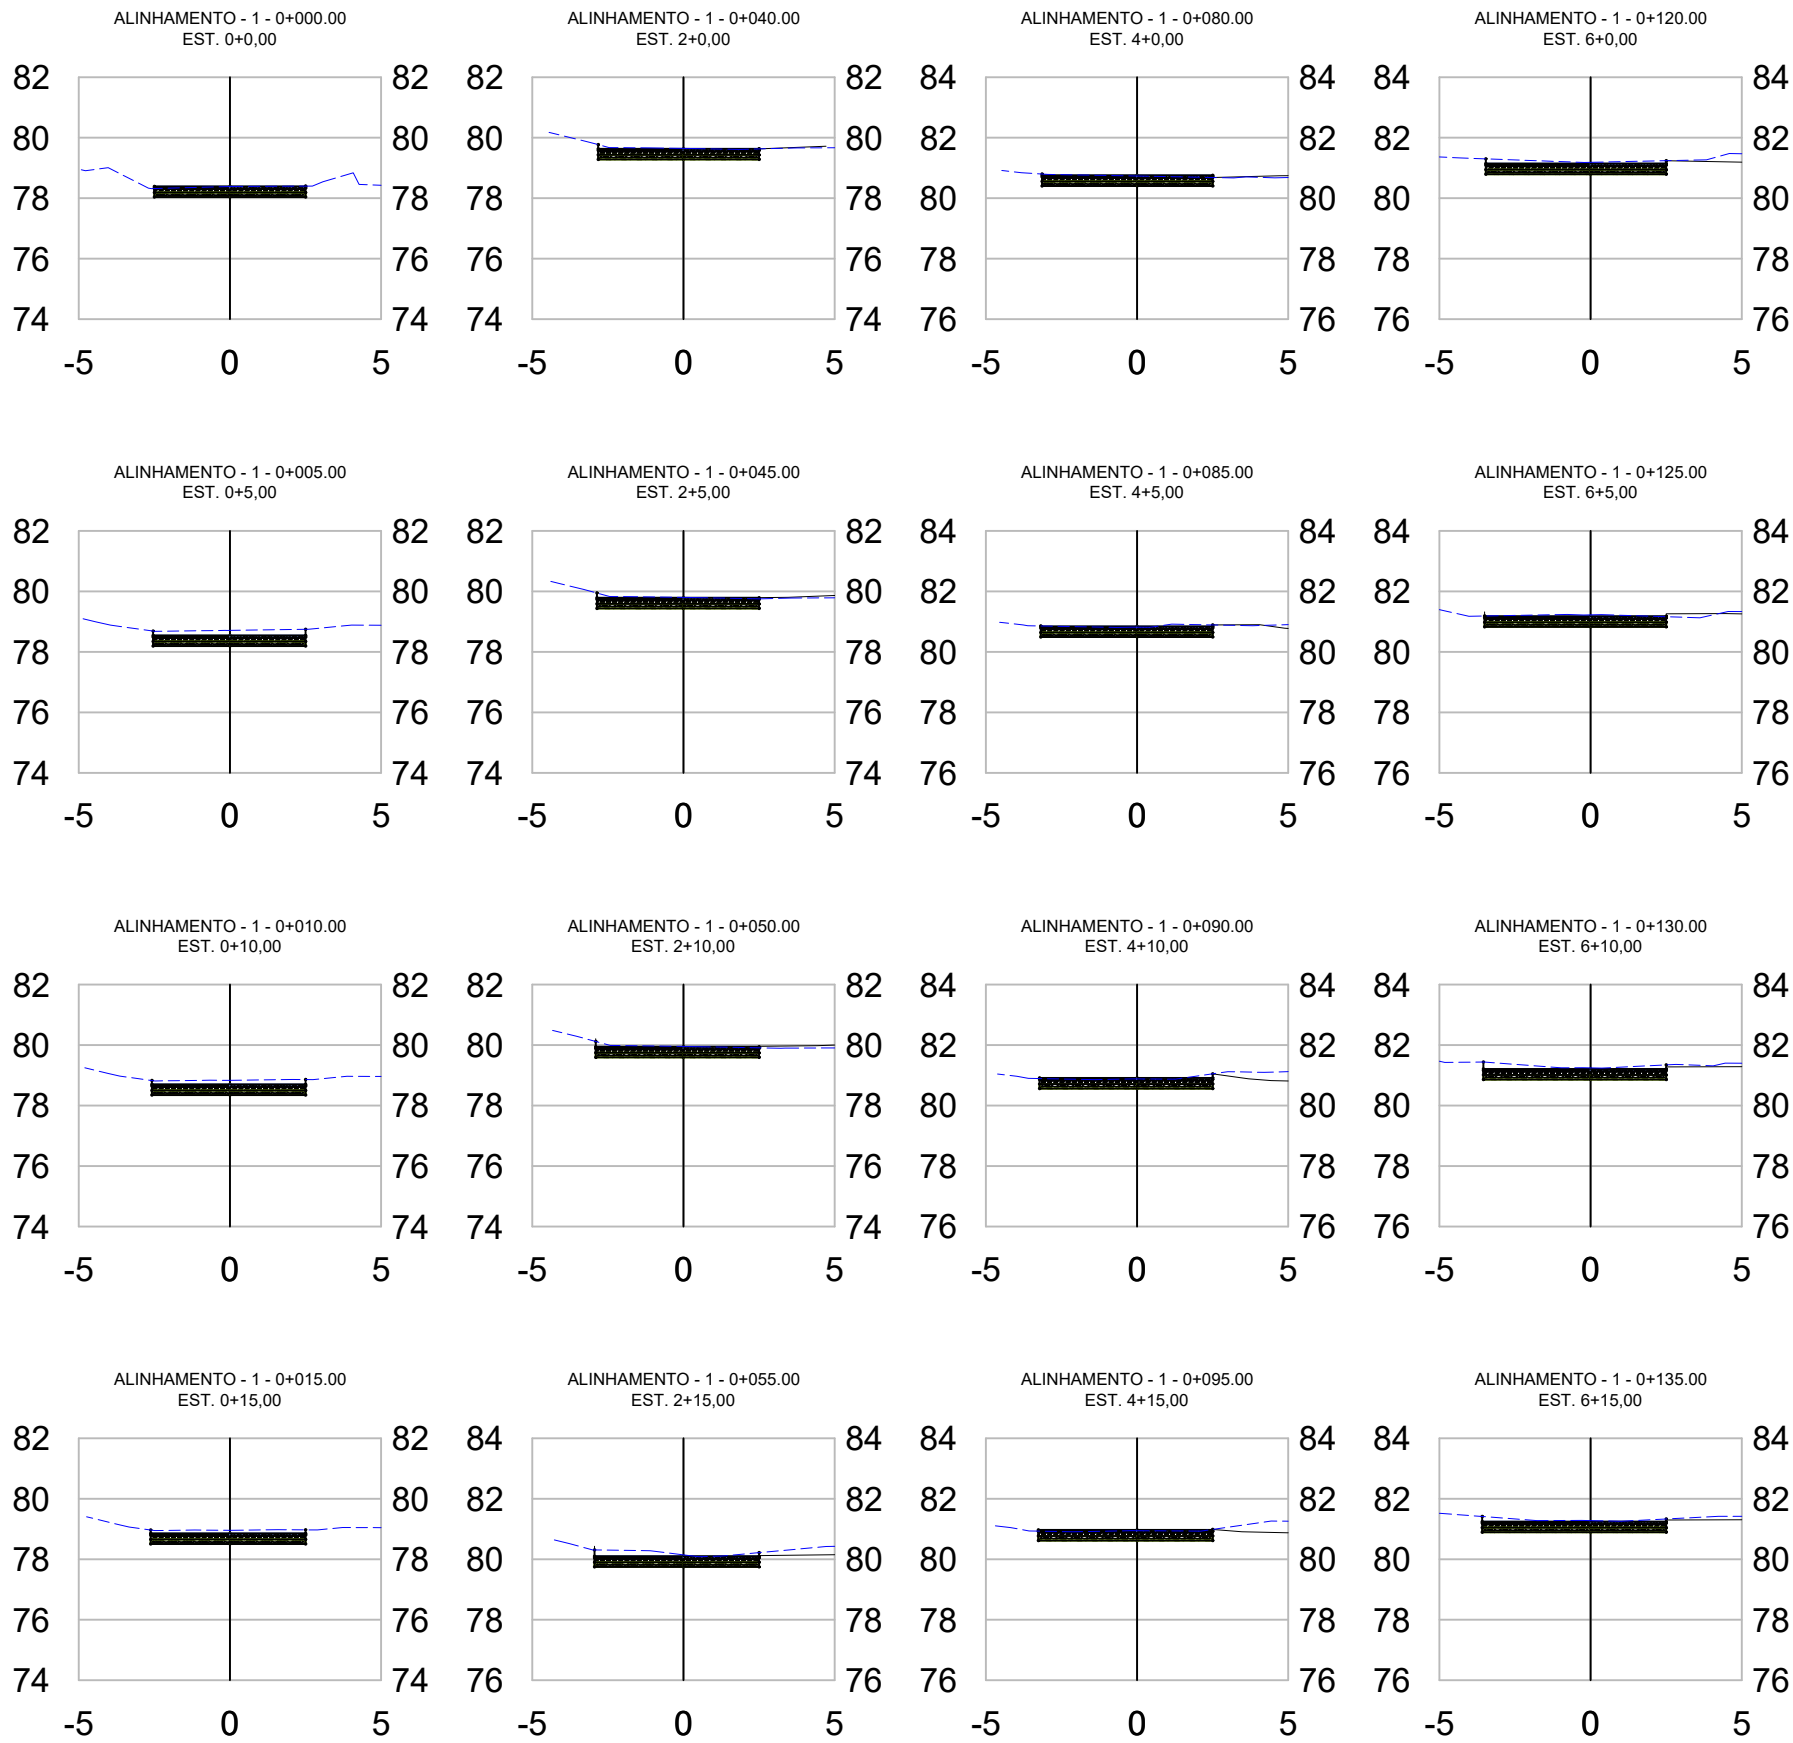 ALINHAMENTO - 1 - 0+000.00
EST. 0+0,00
82 82
80 80
78 78
76 76
74 74
-5 0 5
ALINHAMENTO - 1 - 0+040.00
EST. 2+0,00
82 82
80 80
78 78
76 76
74 74
-5 0 5
ALINHAMENTO - 1 - 0+080.00
EST. 4+0,00
84 84
82 82
80 80
78 78
76 76
-5 0 5
ALINHAMENTO - 1 - 0+120.00
EST. 6+0,00
84 84
82 82
80 80
78 78
76 76
-5 0 5
ALINHAMENTO - 1 - 0+005.00
EST. 0+5,00
82 82
80 80
78 78
76 76
74 74
-5 0 5
ALINHAMENTO - 1 - 0+045.00
EST. 2+5,00
82 82
80 80
78 78
76 76
74 74
-5 0 5
ALINHAMENTO - 1 - 0+085.00
EST. 4+5,00
84 84
82 82
80 80
78 78
76 76
-5 0 5
ALINHAMENTO - 1 - 0+125.00
EST. 6+5,00
84 84
82 82
80 80
78 78
76 76
-5 0 5
ALINHAMENTO - 1 - 0+010.00
EST. 0+10,00
82 82
80 80
78 78
76 76
74 74
-5 0 5
ALINHAMENTO - 1 - 0+050.00
EST. 2+10,00
82 82
80 80
78 78
76 76
74 74
-5 0 5
ALINHAMENTO - 1 - 0+090.00
EST. 4+10,00
84 84
82 82
80 80
78 78
76 76
-5 0 5
ALINHAMENTO - 1 - 0+130.00
EST. 6+10,00
84 84
82 82
80 80
78 78
76 76
-5 0 5
ALINHAMENTO - 1 - 0+015.00
EST. 0+15,00
82 82
80 80
78 78
76 76
74 74
-5 0 5
ALINHAMENTO - 1 - 0+055.00
EST. 2+15,00
84 84
82 82
80 80
78 78
76 76
-5 0 5
ALINHAMENTO - 1 - 0+095.00
EST. 4+15,00
84 84
82 82
80 80
78 78
76 76
-5 0 5
ALINHAMENTO - 1 - 0+135.00
EST. 6+15,00
84 84
82 82
80 80
78 78
76 76
-5 0 5